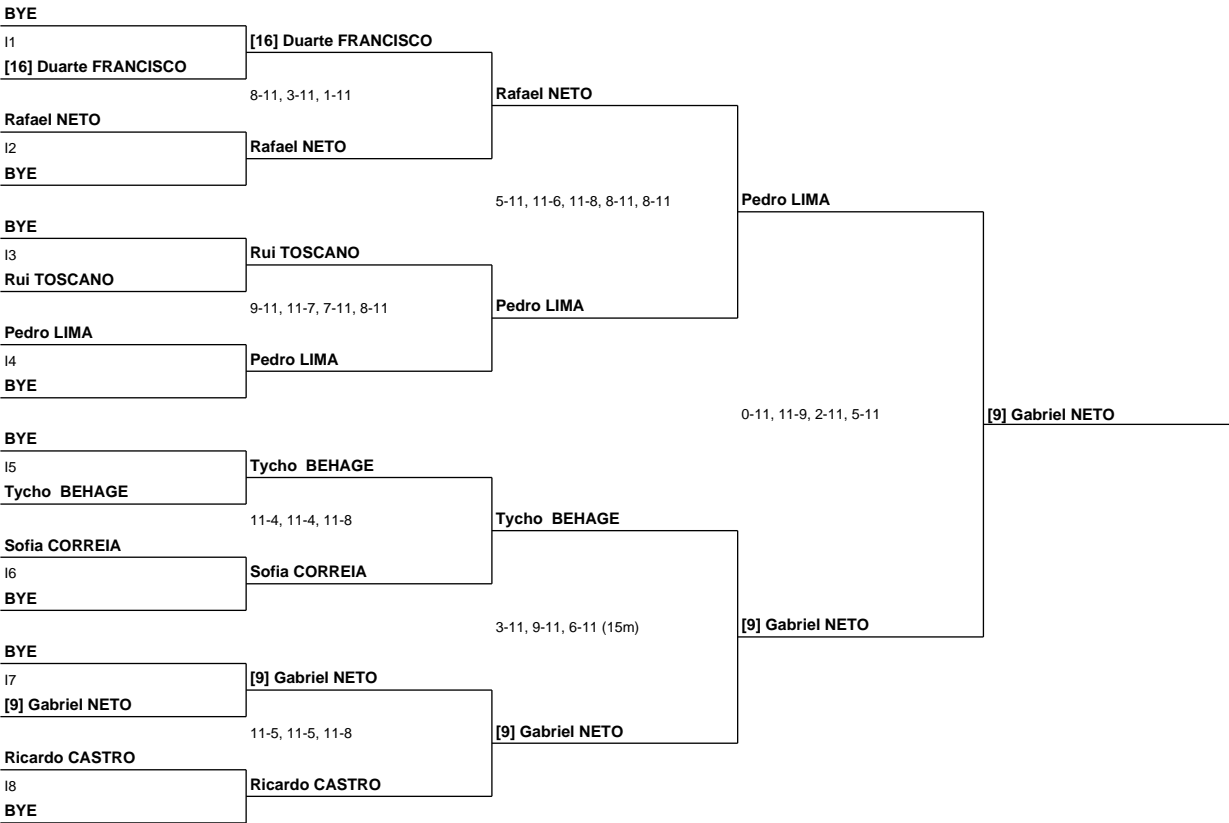 BYE
I1
[16] Duarte FRANCISCO
[16] Duarte FRANCISCO
8-11, 3-11, 1-11
Rafael NETO
Rafael NETO
I2
Rafael NETO
BYE
5-11, 11-6, 11-8, 8-11, 8-11
Pedro LIMA
BYE
I3
Rui TOSCANO
Rui TOSCANO
9-11, 11-7, 7-11, 8-11
Pedro LIMA
Pedro LIMA
I4
Pedro LIMA
BYE
0-11, 11-9, 2-11, 5-11
[9] Gabriel NETO
BYE
I5
Tycho BEHAGE
Tycho BEHAGE
11-4, 11-4, 11-8
Tycho BEHAGE
Sofia CORREIA
I6
Sofia CORREIA
BYE
3-11, 9-11, 6-11 (15m)
[9] Gabriel NETO
BYE
I7
[9] Gabriel NETO
[9] Gabriel NETO
11-5, 11-5, 11-8
[9] Gabriel NETO
Ricardo CASTRO
I8
Ricardo CASTRO
BYE